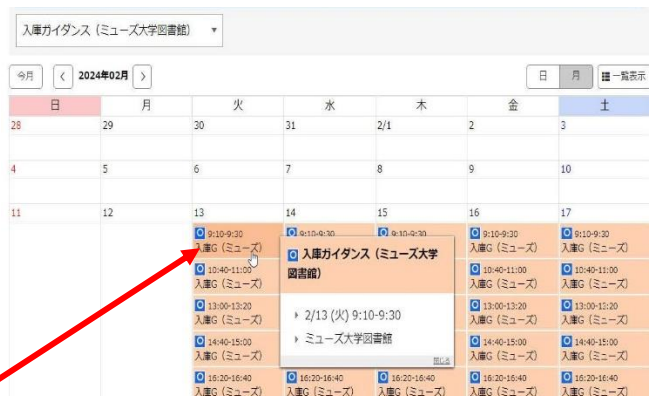 入庫ガイダンス（ミューズ大学図書館） ▼
今月 < 2024年02月 > 日 月 一覧表示
日 月 火 水 木 金 土
28 29 30 31 2/1 2 3
4 5 6 7 8 9 10
11 12 13 14 15 16 17
O 9:10-9:30 O 9:10-9:30 O 9:10-9:30 O 9:10-9:30 O 9:10-9:30
入庫G（ミューズ） 入庫G（ミューズ） 入庫G（ミューズ）
O 入庫ガイダンス（ミューズ大学
図書館）
O 10:40-11:00 O 10:40-11:00 O 10:40-11:00
入庫G（ミューズ） 入庫G（ミューズ） 入庫G（ミューズ）
2/13 (火) 9:10-9:30
ミューズ大学図書館
閉じる
O 13:00-13:20 O 13:00-13:20 O 13:00-13:20
入庫G（ミューズ） 入庫G（ミューズ） 入庫G（ミューズ）
O 14:40-15:00 O 14:40-15:00 O 14:40-15:00
入庫G（ミューズ） 入庫G（ミューズ） 入庫G（ミューズ）
O 16:20-16:40 O 16:20-16:40 O 16:20-16:40 O 16:20-16:40 O 16:20-16:40
入庫G（ミューズ） 入庫G（ミューズ） 入庫G（ミューズ） 入庫G（ミューズ） 入庫G（ミューズ）